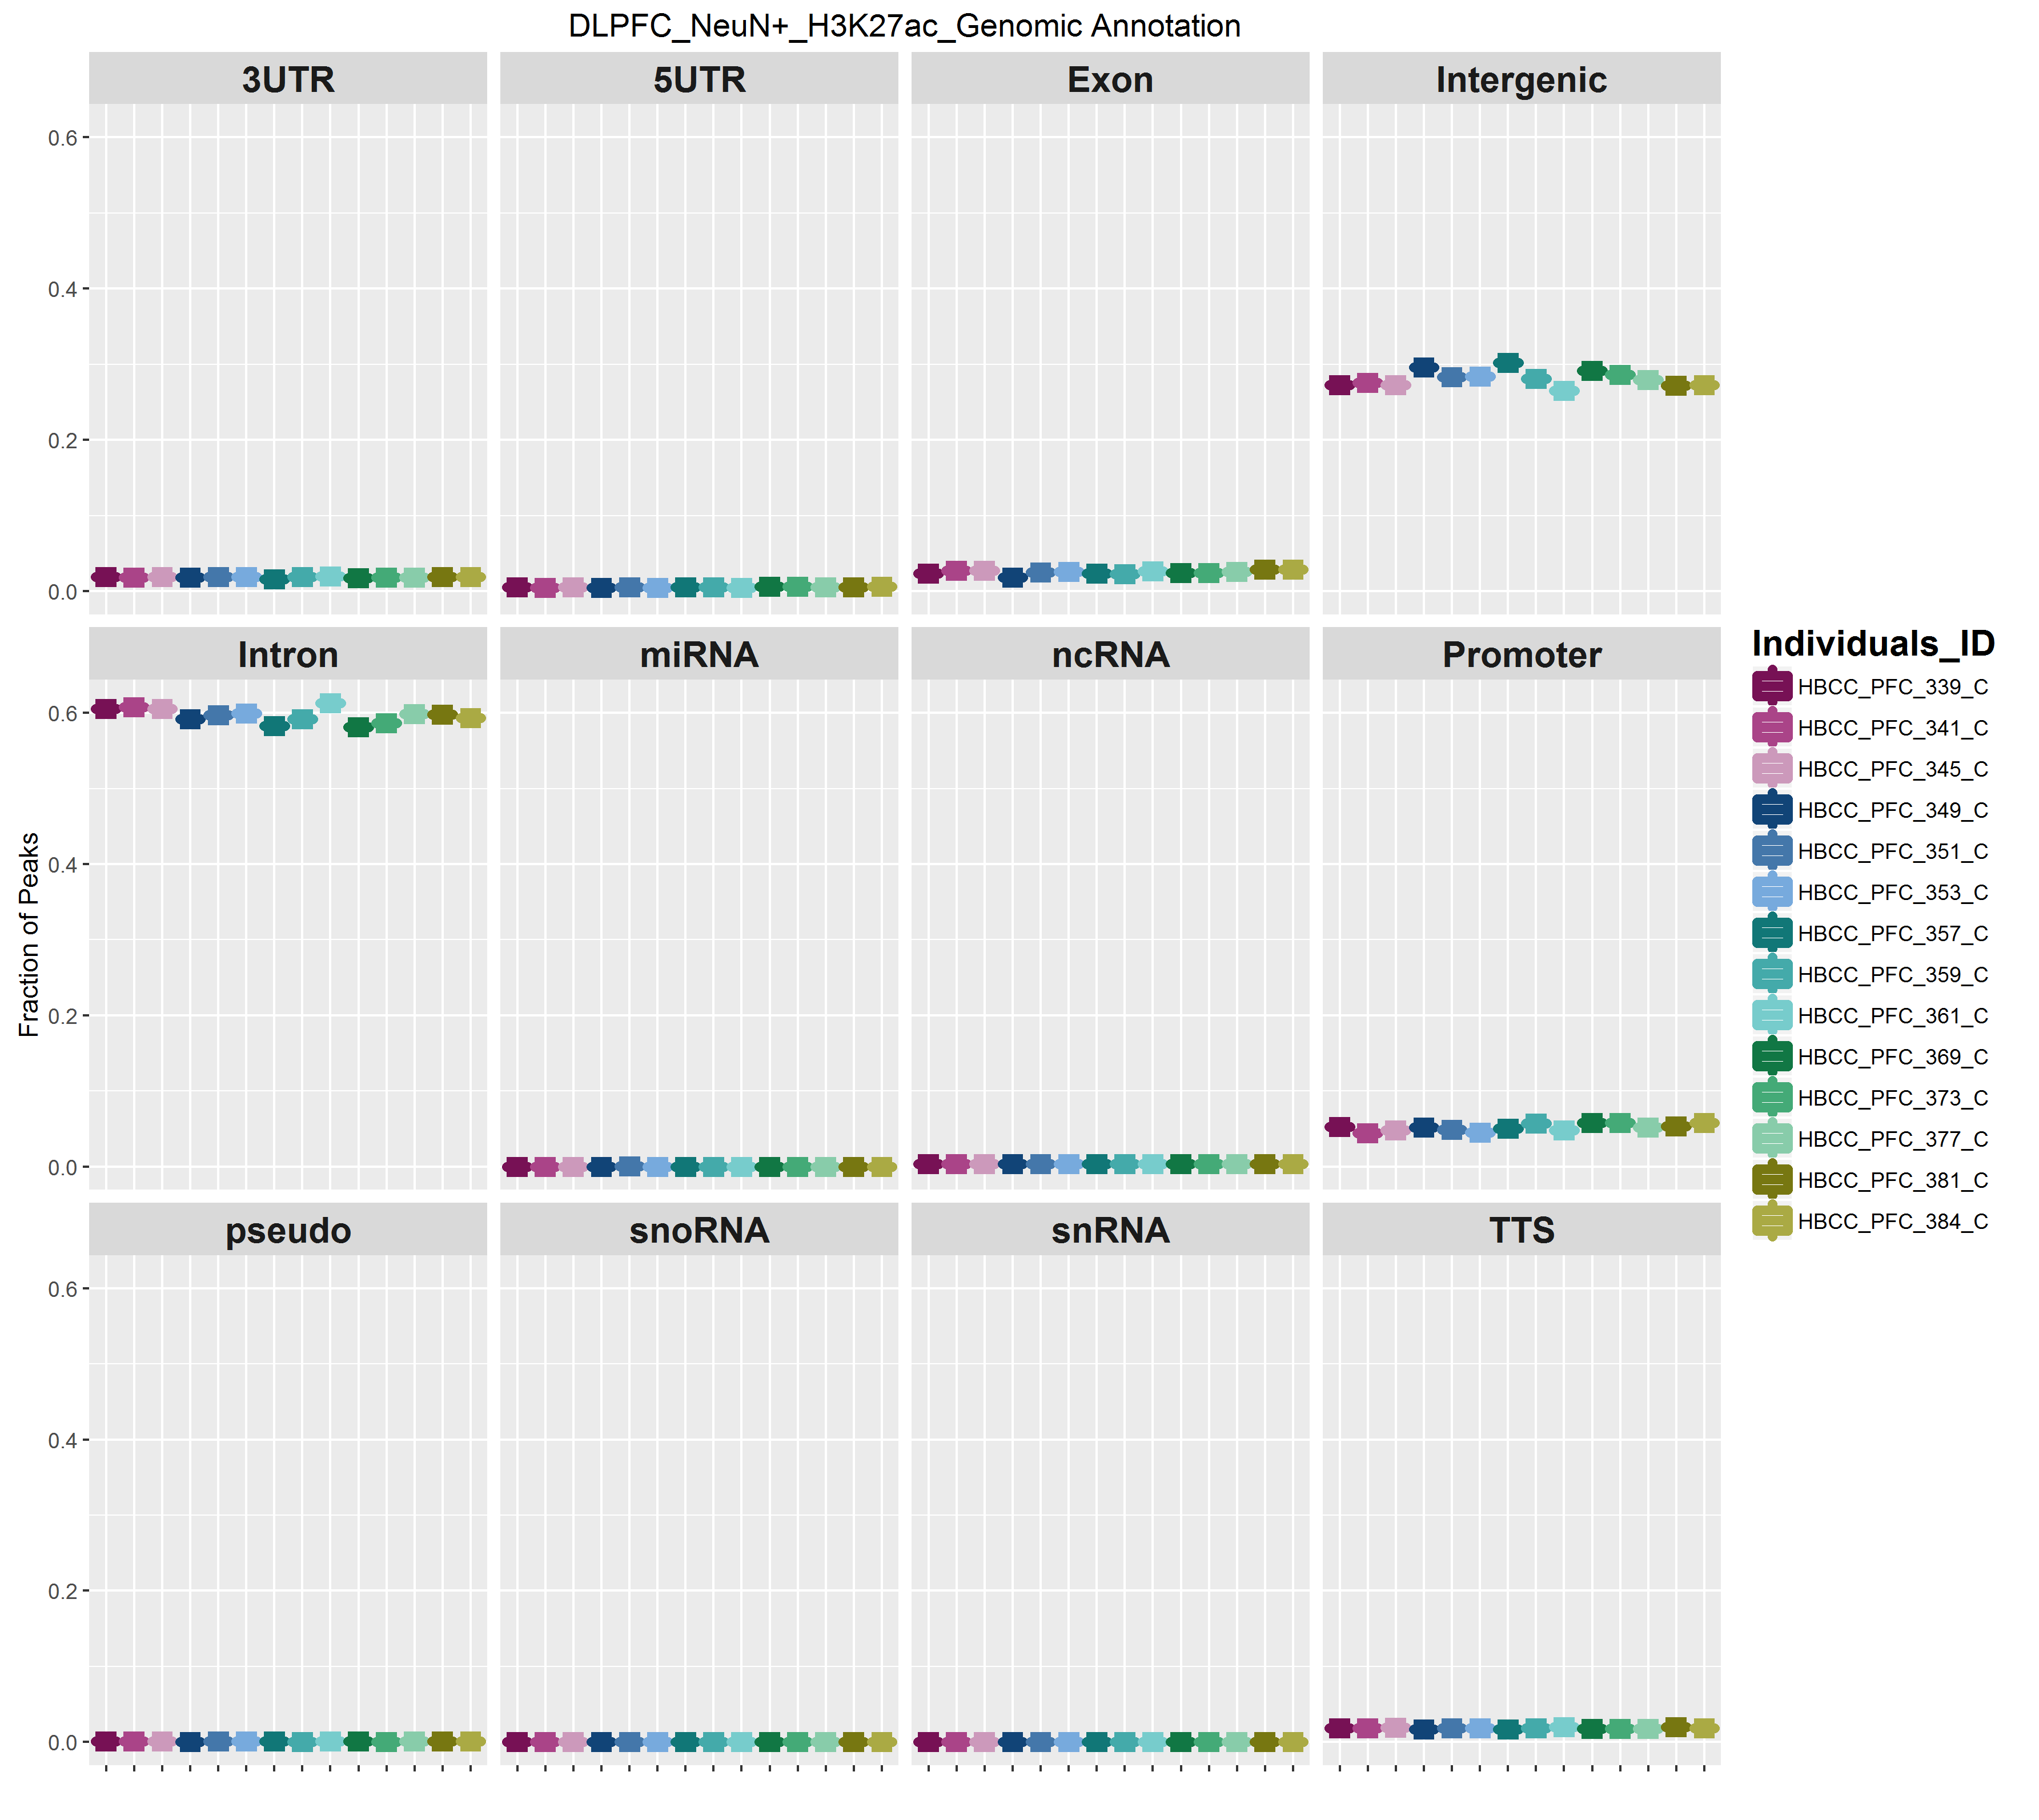 DLPFC_NeuN+_H3K27ac_Genomic Annotation
3UTR 5UTR Exon Intergenic
0.6
0.4
0.2
0.0
Intron miRNA ncRNA Promoter
0.6
0.4
0.2
0.0
pseudo snoRNA snRNA TTS
0.6
0.4
0.2
0.0
Fraction of Peaks
Individuals_ID
HBCC_PFC_339_C
HBCC_PFC_341_C
HBCC_PFC_345_C
HBCC_PFC_349_C
HBCC_PFC_351_C
HBCC_PFC_353_C
HBCC_PFC_357_C
HBCC_PFC_359_C
HBCC_PFC_361_C
HBCC_PFC_369_C
HBCC_PFC_373_C
HBCC_PFC_377_C
HBCC_PFC_381_C
HBCC_PFC_384_C